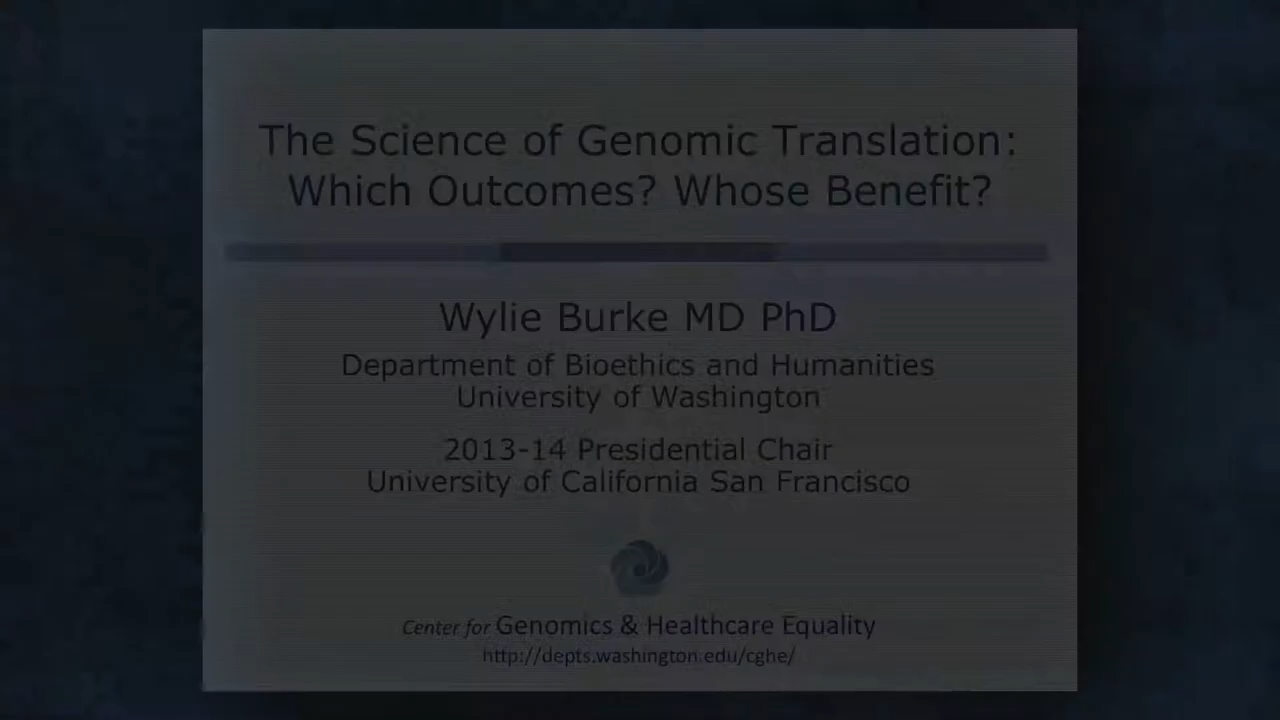 The Science of Genomic Translation:
Which Outcomes? Whose Benefit?
Wylie Burke MD PhD
Department of Bioethics and Humanities
University of Washington
2013-14 Presidential Chair
University of California San Francisco
Center for Genomics & Healthcare Equality
http://depts.washington.edu/cghe/